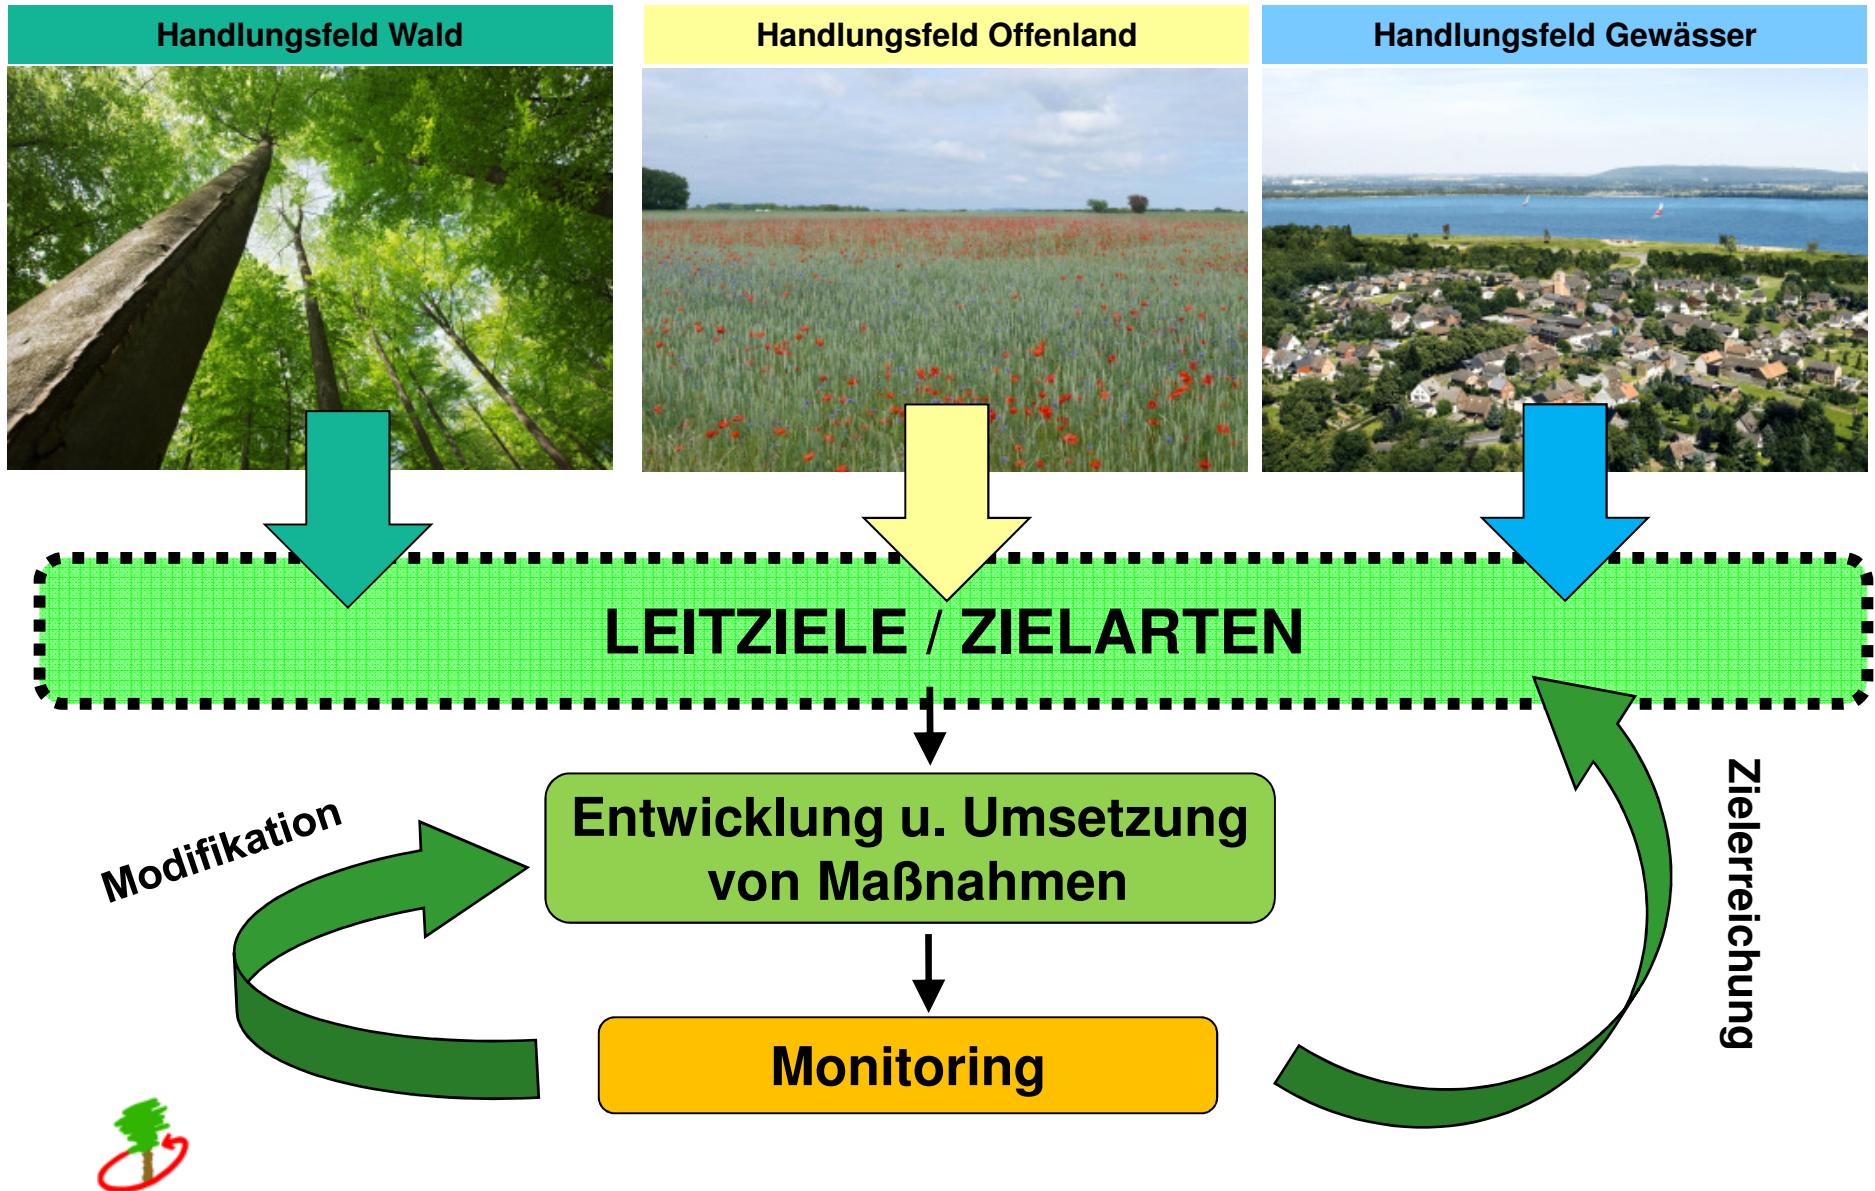 Handlungsfeld Wald
Handlungsfeld Offenland
Handlungsfeld Gewässer
LEITZIELE / ZIELARTEN
Entwicklung u. Umsetzung
von Maßnahmen
Modifikation
Zielerreichung
Monitoring